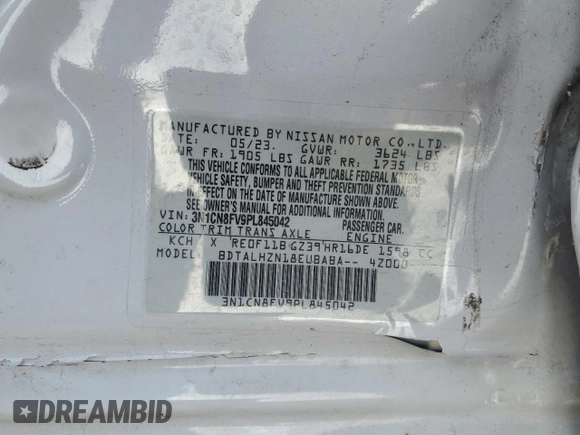 MANUFACTURED BY NISSAN MOTOR CO., LTD.
TE: 05/23. GVWR: 3624 LBS
GAWR FR: 1905 LBS GAWR RR: 1735 LBS
THIS VEHICLE CONFORMS TO ALL APPLICABLE FEDERAL MOTOR
VEHICLE SAFETY, BUMPER AND THEFT PREVENTION STANDARDS
IN EFFECT ON THE DATE OF MANUFACTURE SHOWN ABOVE.
SEE OWNER'S MANUAL FOR ADDITIONAL INFORMATION
VIN: 3N1CN8FV9PL845042 PASSENGER CAR.
COLOR TRIM TRANS AXLE ENGINE
KCH X RE0F11B GZ39 HR16DE 1598 CC
MODEL: BDTALHZN18EUBABA-- 4Z000
3N1CN8FV9PL845042
DREAMBID